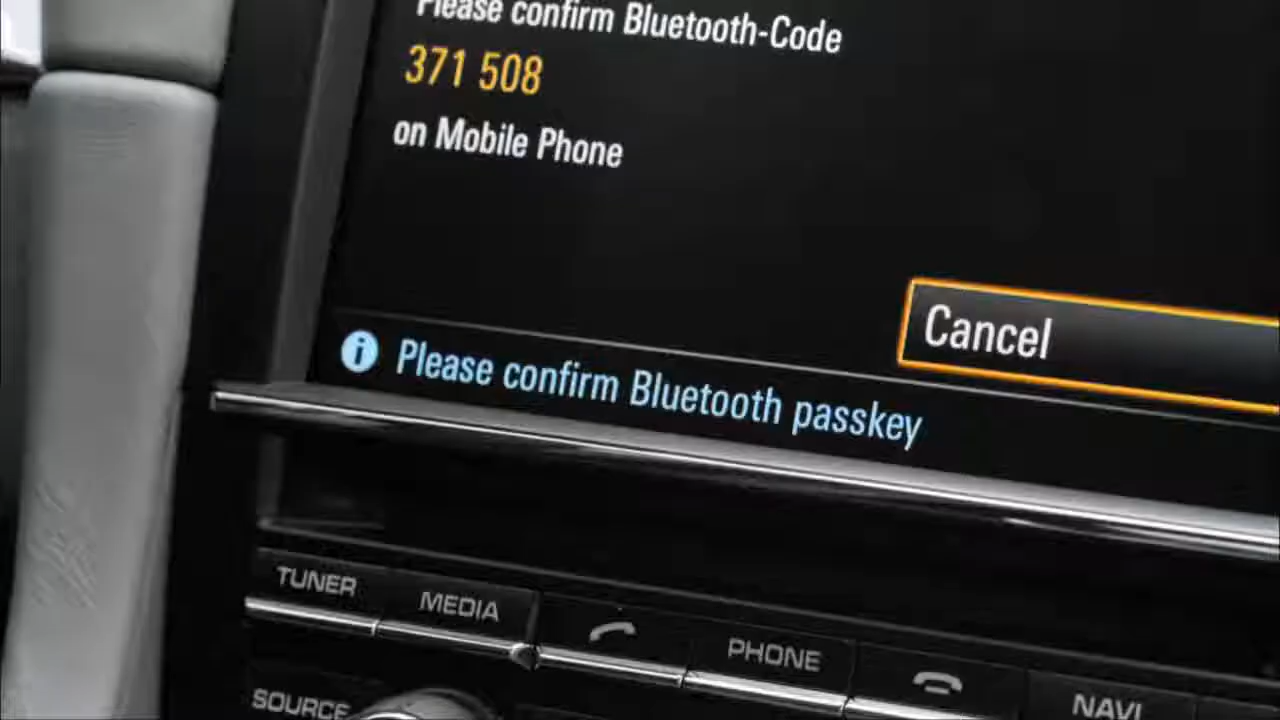 Please confirm Bluetooth-Code
371 508
on Mobile Phone
Cancel
i Please confirm Bluetooth passkey
TUNER
MEDIA
PHONE
NAVI
SOURCE